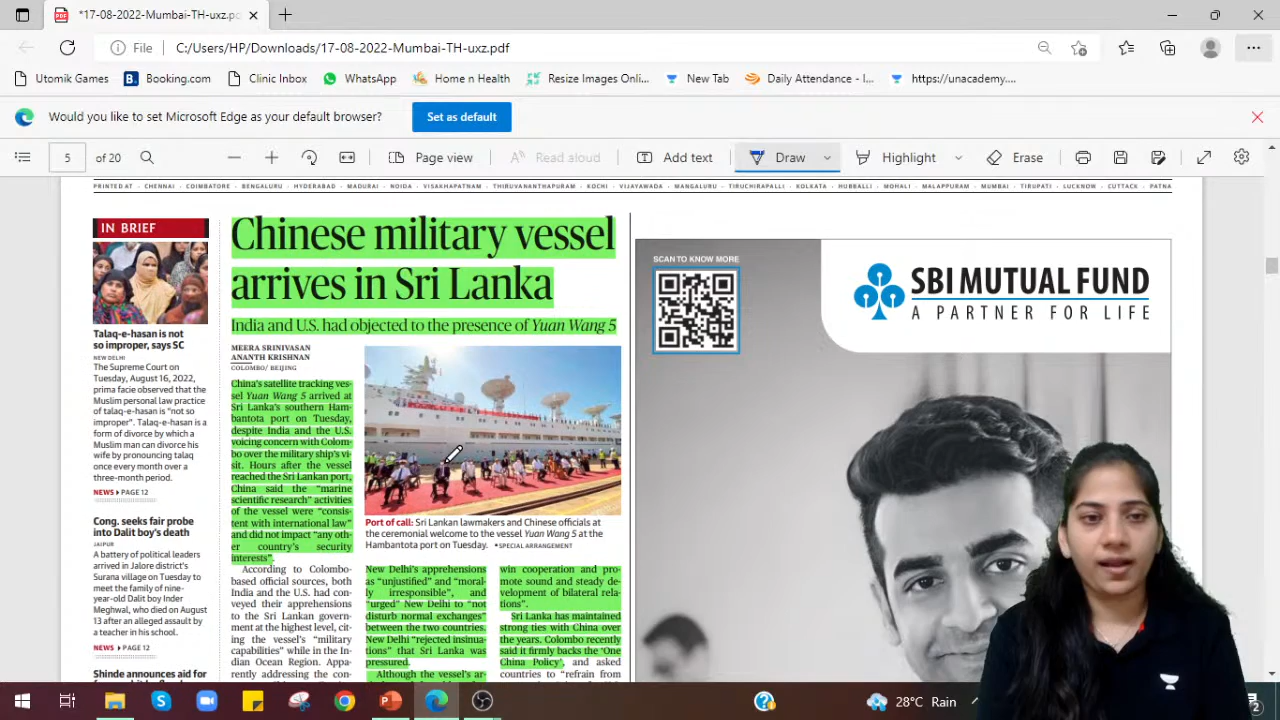 *17-08-2022_Mumbai-TH-
File
C:/Users/HP/Downloads/17-08-2022-Mumbai-TH-uxz.pdf
Utomik Games
Booking.com
Clinic Inbox
WhatsApp
Home n Health
Resize Images Onli...
New Tab
Daily Attendance - I...
https://unacademy....
Would you like to set Microsoft Edge as your default browser?
Set as default
5
of 20
Page view
Read aloud
Add text
Draw
Highlight
Erase
PRINTED AT • CHENNAI • COIMBATORE • BENGALURU • HYDERABAD • MADURAI • NOIDA • VISAKHAPATNAM • THIRUVANANTHAPURAM • KOCHI • VIJAYAWADA • MANGALURU • TIRUCHIRAPALLI • KOLKATA • HUBBALLI • MOHALI • MALAPPURAM • MUMBAI • TIRUPATI • LUCKNOW • CUTTACK • PATNA
IN BRIEF
Talaq-e-hasan is not
so improper, says SC
NEW DELHI
The Supreme Court on
Tuesday, August 16, 2022,
prima facie observed that the
Muslim personal law practice
of talaq-e-hasan is “not so
improper”. Talaq-e-hasan is a
form of divorce by which a
Muslim man can divorce his
wife by pronouncing talaq
once every month over a
three-month period.
NEWS PAGE 12
Cong. seeks fair probe
into Dalit boy’s death
JAIPUR
A battery of political leaders
arrived in Jalore district’s
Surana village on Tuesday to
meet the family of nine-
year-old Dalit boy Inder
Meghwal, who died on August
13 after an alleged assault by
a teacher in his school.
NEWS PAGE 12
Shinde announces aid for
Chinese military vessel
arrives in Sri Lanka
India and U.S. had objected to the presence of Yuan Wang 5
MEERA SRINIVASAN
ANANTH KRISHNAN
COLOMBO/ BEIJING
China’s satellite tracking ves-
sel Yuan Wang 5 arrived at
Sri Lanka’s southern Ham-
bantota port on Tuesday,
despite India and the U.S.
voicing concern with Colom-
bo over the military ship’s vi-
sit. Hours after the vessel
reached the Sri Lankan port,
China said the “marine
scientific research” activities
of the vessel were “consis-
tent with international law”
and did not impact “any oth-
er country’s security
interests”.
According to Colombo-
based official sources, both
India and the U.S. had con-
veyed their apprehensions
to the Sri Lankan govern-
ment at the highest level, cit-
ing the vessel’s “military
capabilities” while in the In-
dian Ocean Region. Appa-
rently addressing the con-
Port of call: Sri Lankan lawmakers and Chinese officials at
the ceremonial welcome to the vessel Yuan Wang 5 at the
Hambantota port on Tuesday. •SPECIAL ARRANGEMENT
New Delhi’s apprehensions
as “unjustified” and “moral-
ly irresponsible”, and
“urged” New Delhi to “not
disturb normal exchanges”
between the two countries.
New Delhi “rejected insinua-
tions” that Sri Lanka was
pressured.
Although the vessel’s ar-
win cooperation and pro-
mote sound and steady de-
velopment of bilateral rela-
tions”.
Sri Lanka has maintained
strong ties with China over
the years. Colombo recently
said it firmly backs the ‘One
China Policy’, and asked
countries to “refrain from
SCAN TO KNOW MORE
SBI MUTUAL FUND
A PARTNER FOR LIFE
28°C Rain
2